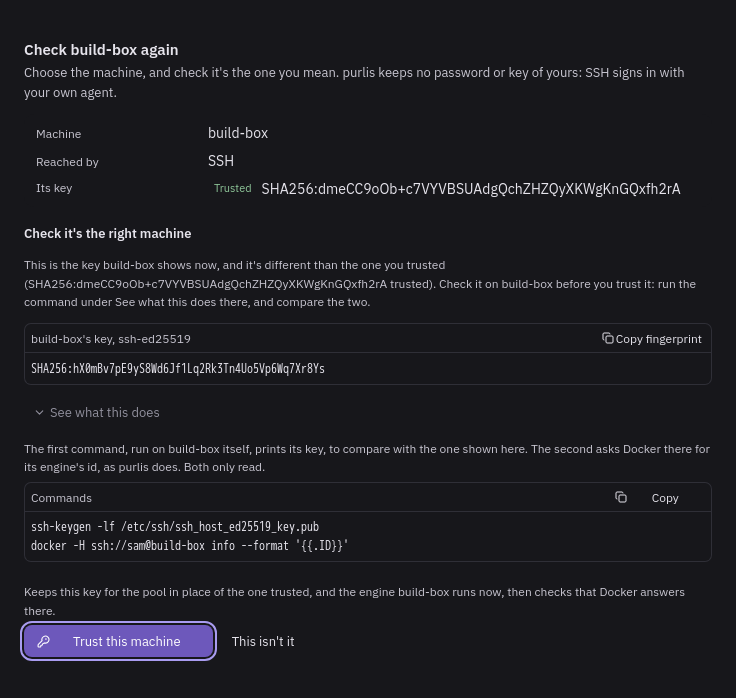 Check build-box again
Choose the machine, and check it's the one you mean. purlis keeps no password or key of yours: SSH signs in with
your own agent.
Machine build-box
Reached by SSH
Its key Trusted SHA256:dmeCC9oOb+c7VYVBSUAdgQchZHZQyXKWgKnGQxfh2rA
Check it's the right machine
This is the key build-box shows now, and it's different than the one you trusted
(SHA256:dmeCC9oOb+c7VYVBSUAdgQchZHZQyXKWgKnGQxfh2rA trusted). Check it on build-box before you trust it: run the
command under See what this does there, and compare the two.
build-box's key, ssh-ed25519 Copy fingerprint
SHA256:hX0mBv7pE9yS8Wd6Jf1Lq2Rk3Tn4Uo5Vp6Wq7Xr8Ys
See what this does
The first command, run on build-box itself, prints its key, to compare with the one shown here. The second asks Docker there for
its engine's id, as purlis does. Both only read.
Commands Copy
ssh-keygen -lf /etc/ssh/ssh_host_ed25519_key.pub
docker -H ssh://sam@build-box info --format '{{.ID}}'
Keeps this key for the pool in place of the one trusted, and the engine build-box runs now, then checks that Docker answers
there.
Trust this machine This isn't it